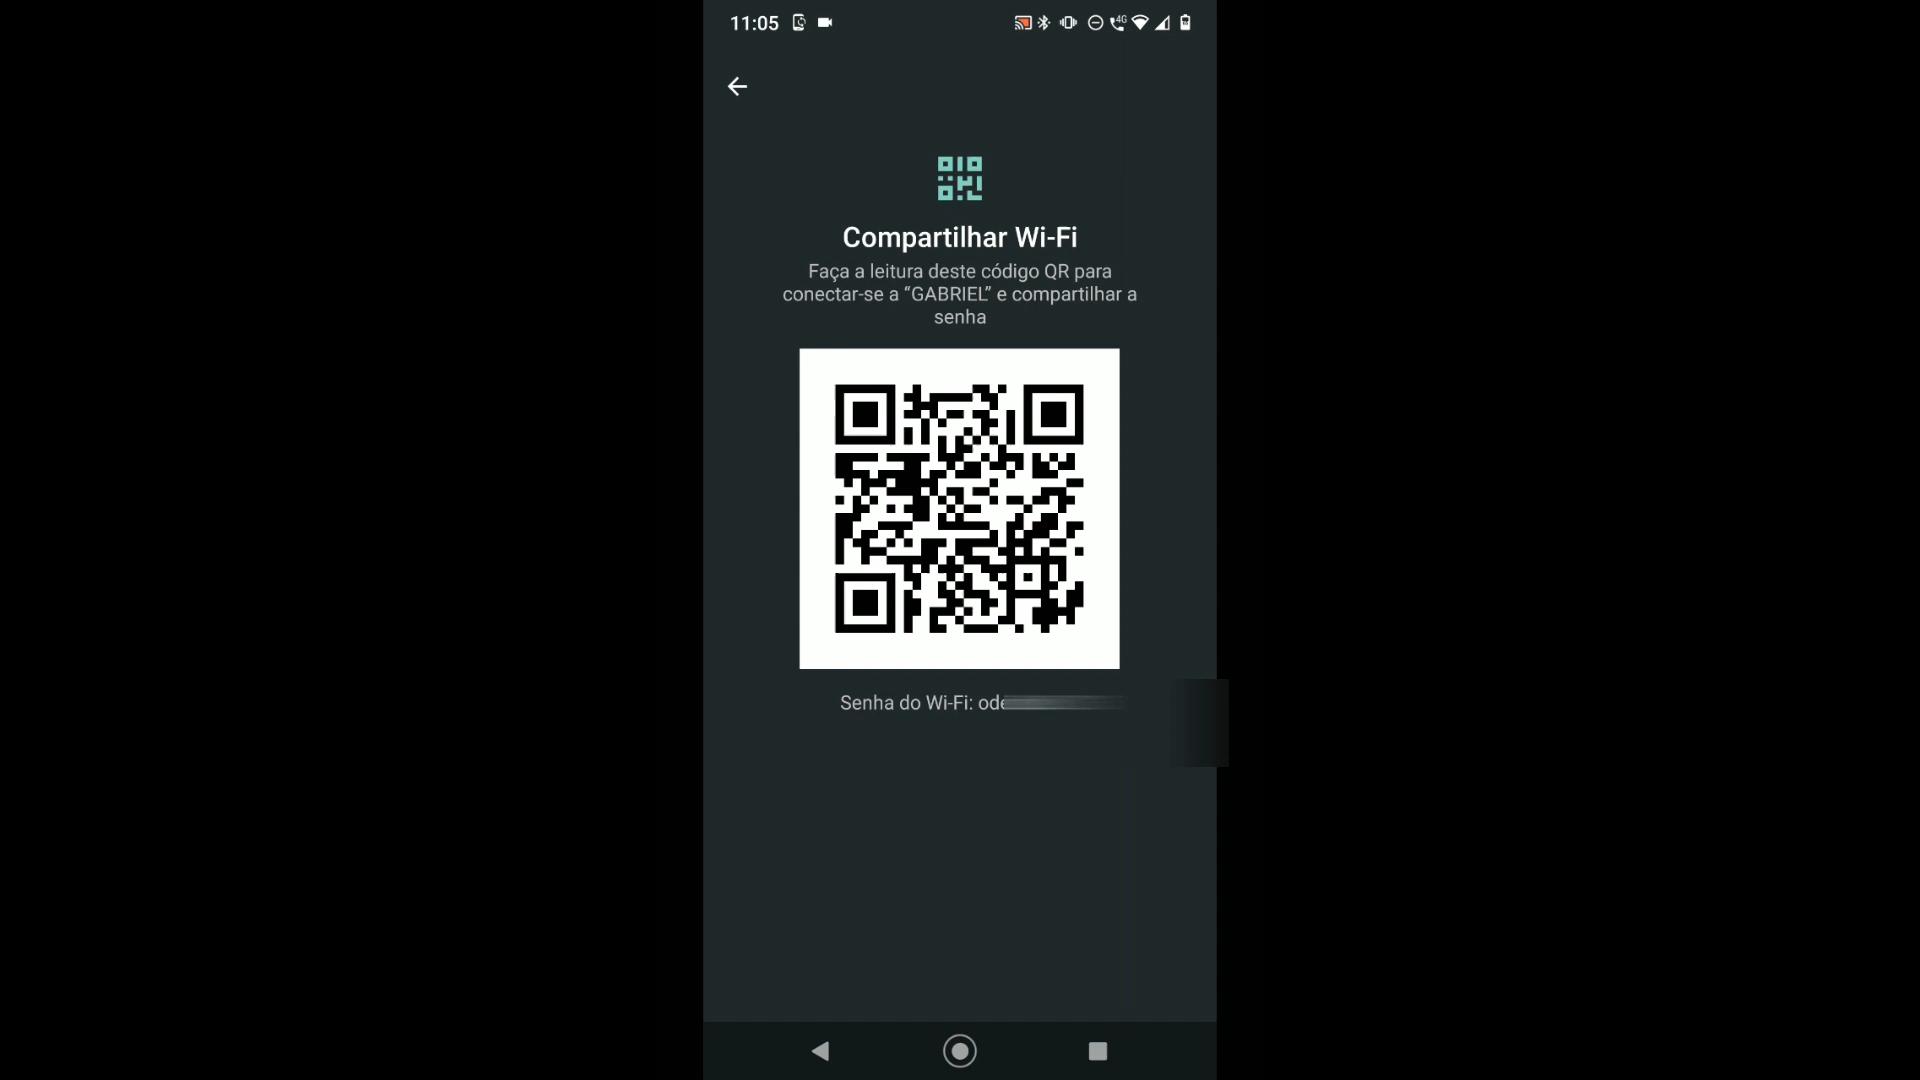 11:05
4G
Compartilhar Wi-Fi
Faça a leitura deste código QR para
conectar-se a “GABRIEL” e compartilhar a
senha
Senha do Wi-Fi: